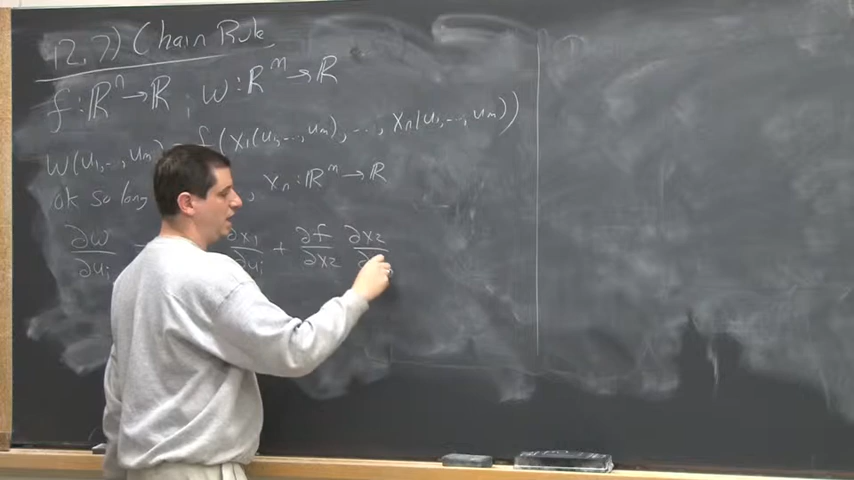 12.7) Chain Rule
f : ℝⁿ → ℝ ; w : ℝᵐ → ℝ
w(u₁, ..., uₘ) f(x₁(u₁, ..., uₘ), ..., xₙ(u₁, ..., uₘ))
ok so long , xₙ : ℝᵐ → ℝ
∂w/∂uᵢ ∂x₁/∂uᵢ + ∂f/∂x₂ ∂x₂/∂